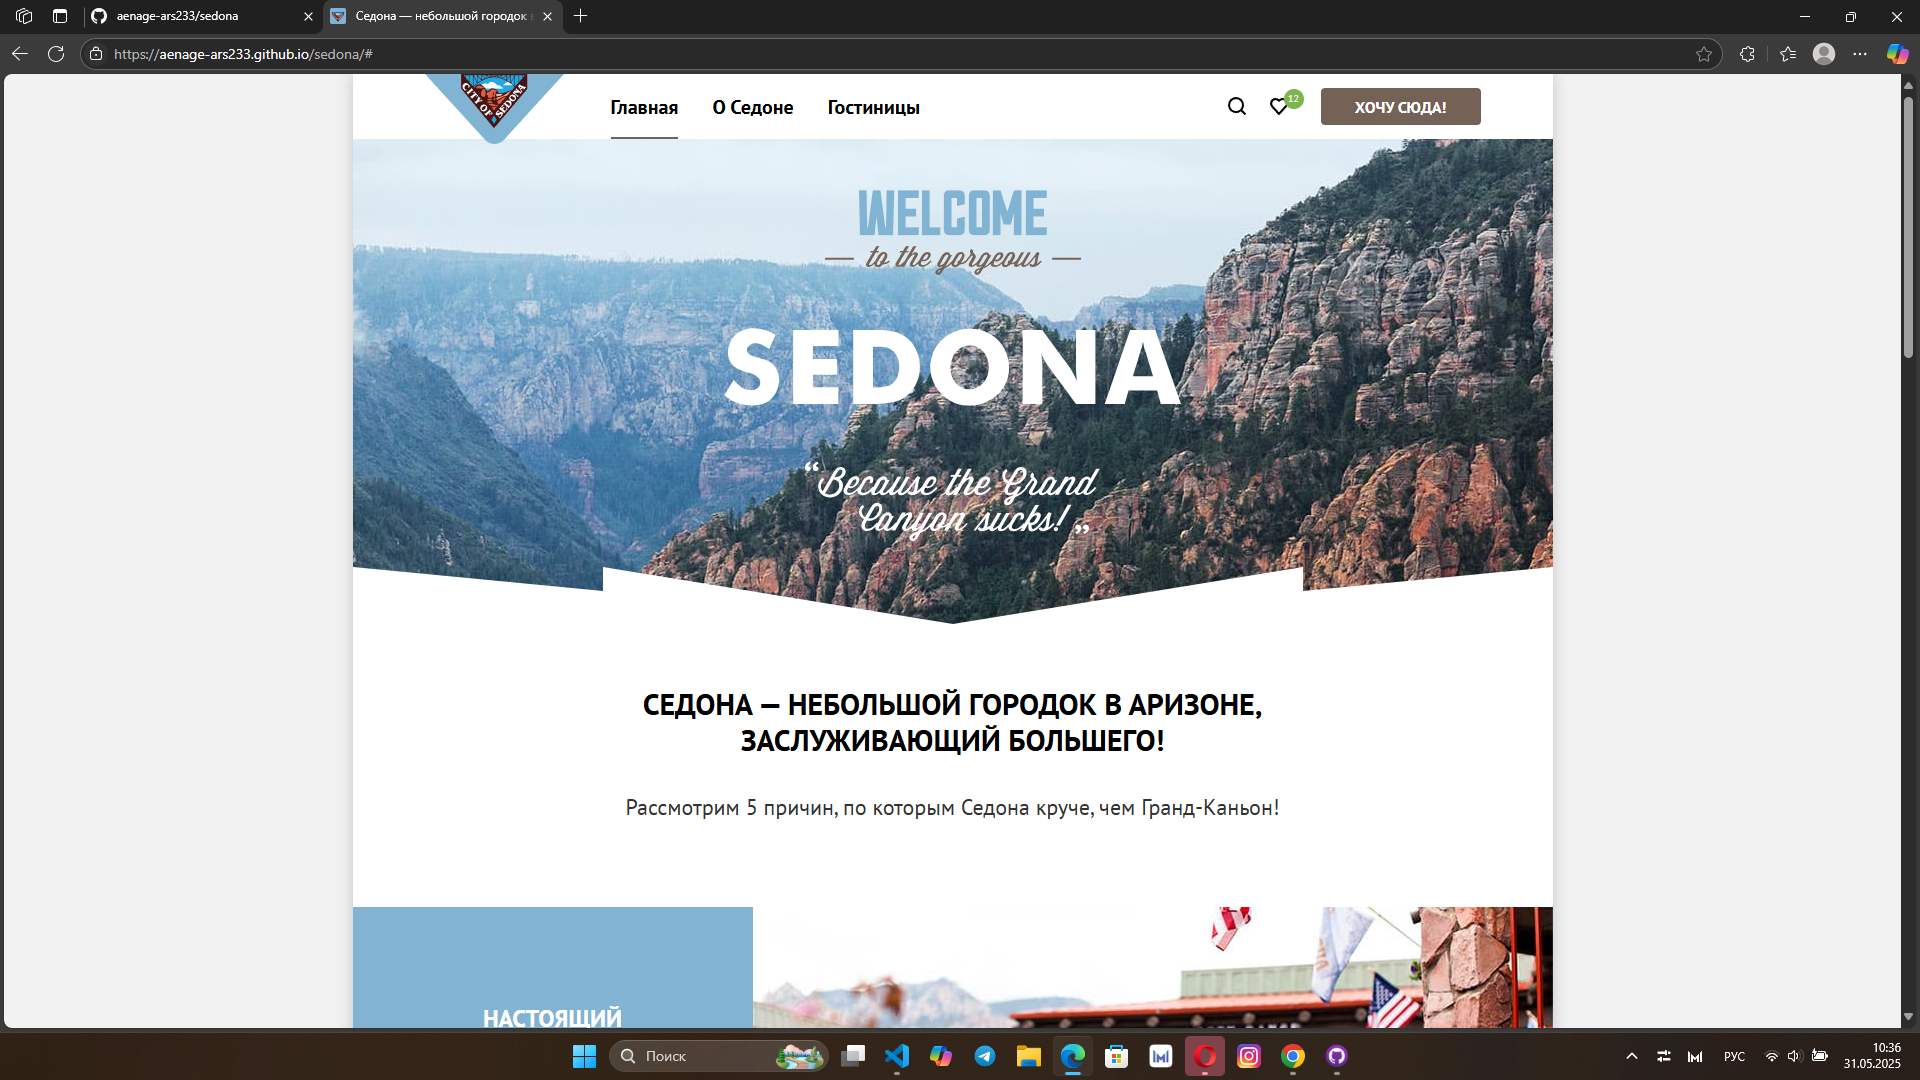 aenage-ars233/sedona
Седона — небольшой городок в
https://aenage-ars233.github.io/sedona/#
CITY OF SEDONA
Главная
О Седоне
Гостиницы
12
ХОЧУ СЮДА!
WELCOME
to the gorgeous
SEDONA
“Because the Grand
Canyon sucks!„
СЕДОНА — НЕБОЛЬШОЙ ГОРОДОК В АРИЗОНЕ,
ЗАСЛУЖИВАЮЩИЙ БОЛЬШЕГО!
Рассмотрим 5 причин, по которым Седона круче, чем Гранд-Каньон!
НАСТОЯЩИЙ
Поиск
РУС
10:36
31.05.2025